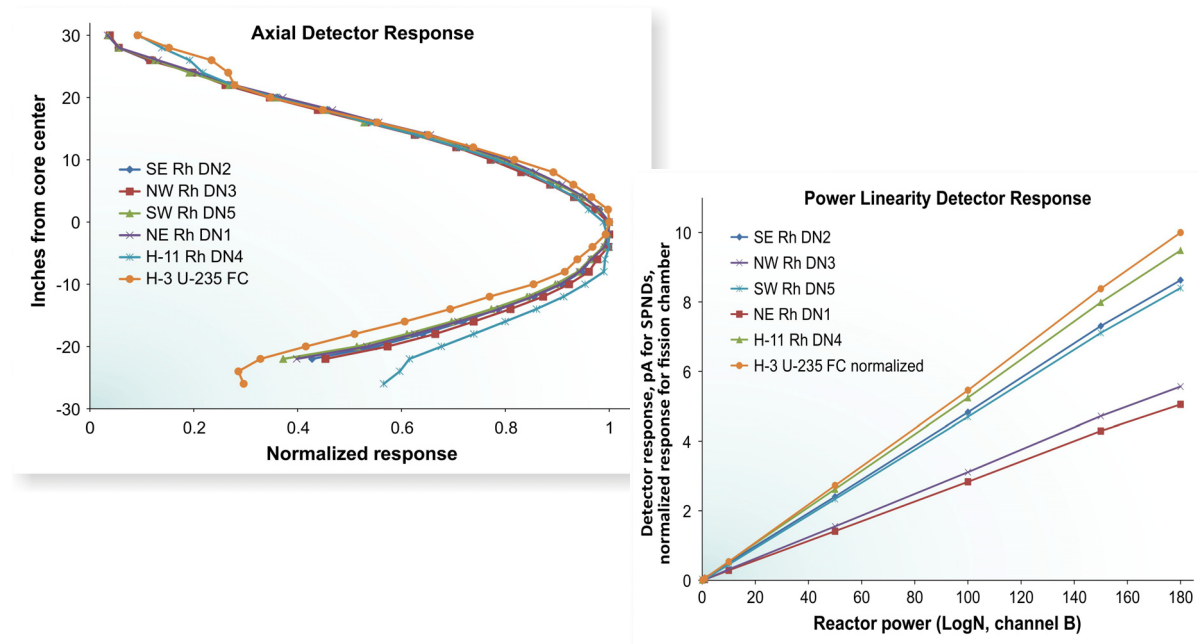 Axial Detector Response
Inches from core center
30
20
10
0
-10
-20
-30
SE Rh DN2
NW Rh DN3
SW Rh DN5
NE Rh DN1
H-11 Rh DN4
H-3 U-235 FC
0
0.2
0.4
0.6
0.8
1
Normalized response
Power Linearity Detector Response
Detector response, pA for SPNDs,
normalized response for fission chamber
10
8
6
4
2
0
SE Rh DN2
NW Rh DN3
SW Rh DN5
NE Rh DN1
H-11 Rh DN4
H-3 U-235 FC normalized
0
20
40
60
80
100
120
140
160
180
Reactor power (LogN, channel B)